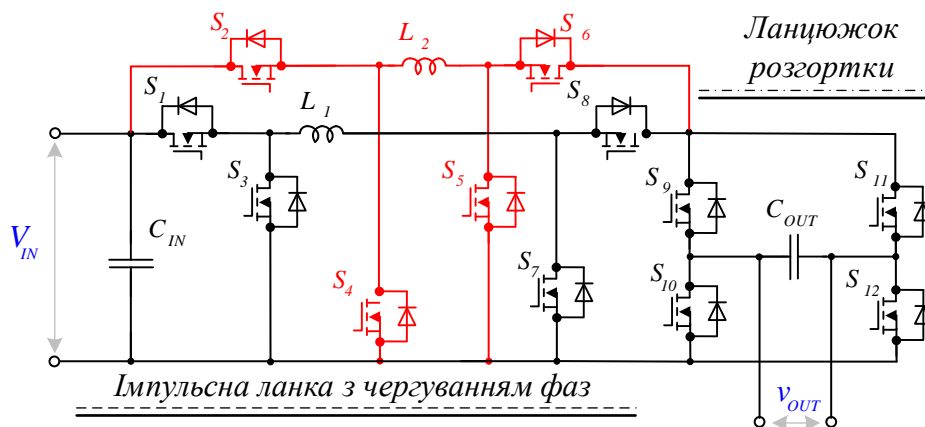 S2
L2
S6
Ланцюжок
розгортки
S1
L1
S8
S3
S5
S9
S11
VIN
CIN
COUT
S4
S7
S10
S12
Імпульсна ланка з чергуванням фаз
vOUT